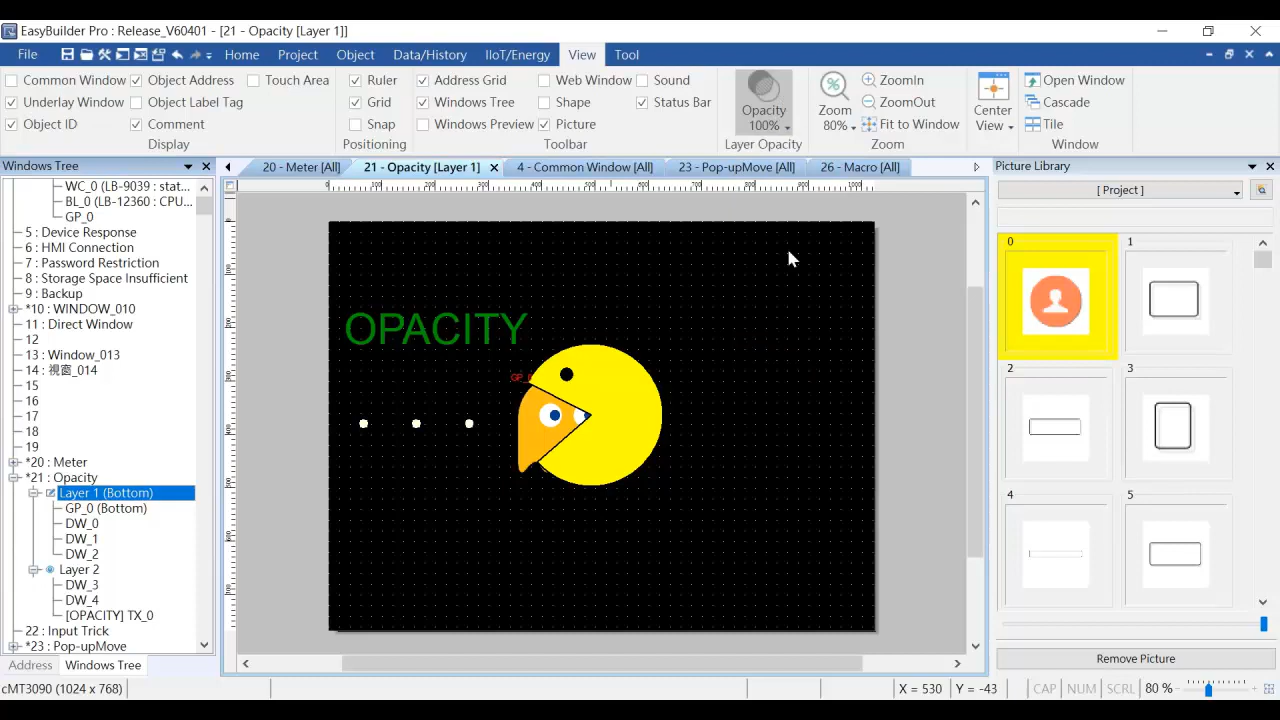 EasyBuilder Pro : Release_V60401 - [21 - Opacity [Layer 1]]
File Home Project Object Data/History IIoT/Energy View Tool
Common Window Object Address Touch Area
Underlay Window Object Label Tag
Object ID Comment
Display
Ruler
Grid
Snap
Positioning
Address Grid Web Window Sound
Windows Tree Shape Status Bar
Windows Preview Picture
Toolbar
Opacity
100%
Layer Opacity
Zoom
80%
ZoomIn
ZoomOut
Fit to Window
Zoom
Center
View
Open Window
Cascade
Tile
Window
Windows Tree
20 - Meter [All] 21 - Opacity [Layer 1] 4 - Common Window [All] 23 - Pop-upMove [All] 26 - Macro [All]
Picture Library
WC_0 (LB-9039 : stat...
BL_0 (LB-12360 : CPU...
GP_0
5 : Device Response
6 : HMI Connection
7 : Password Restriction
8 : Storage Space Insufficient
9 : Backup
*10 : WINDOW_010
11 : Direct Window
12
13 : Window_013
14 : 視窗_014
15
16
17
18
19
*20 : Meter
*21 : Opacity
Layer 1 (Bottom)
GP_0 (Bottom)
DW_0
DW_1
DW_2
Layer 2
DW_3
DW_4
[OPACITY] TX_0
22 : Input Trick
*23 : Pop-upMove
Address Windows Tree
OPACITY
[ Project ]
0 1
2 3
4 5
Remove Picture
cMT3090 (1024 x 768) X = 530 Y = -43 CAP NUM SCRL 80 %